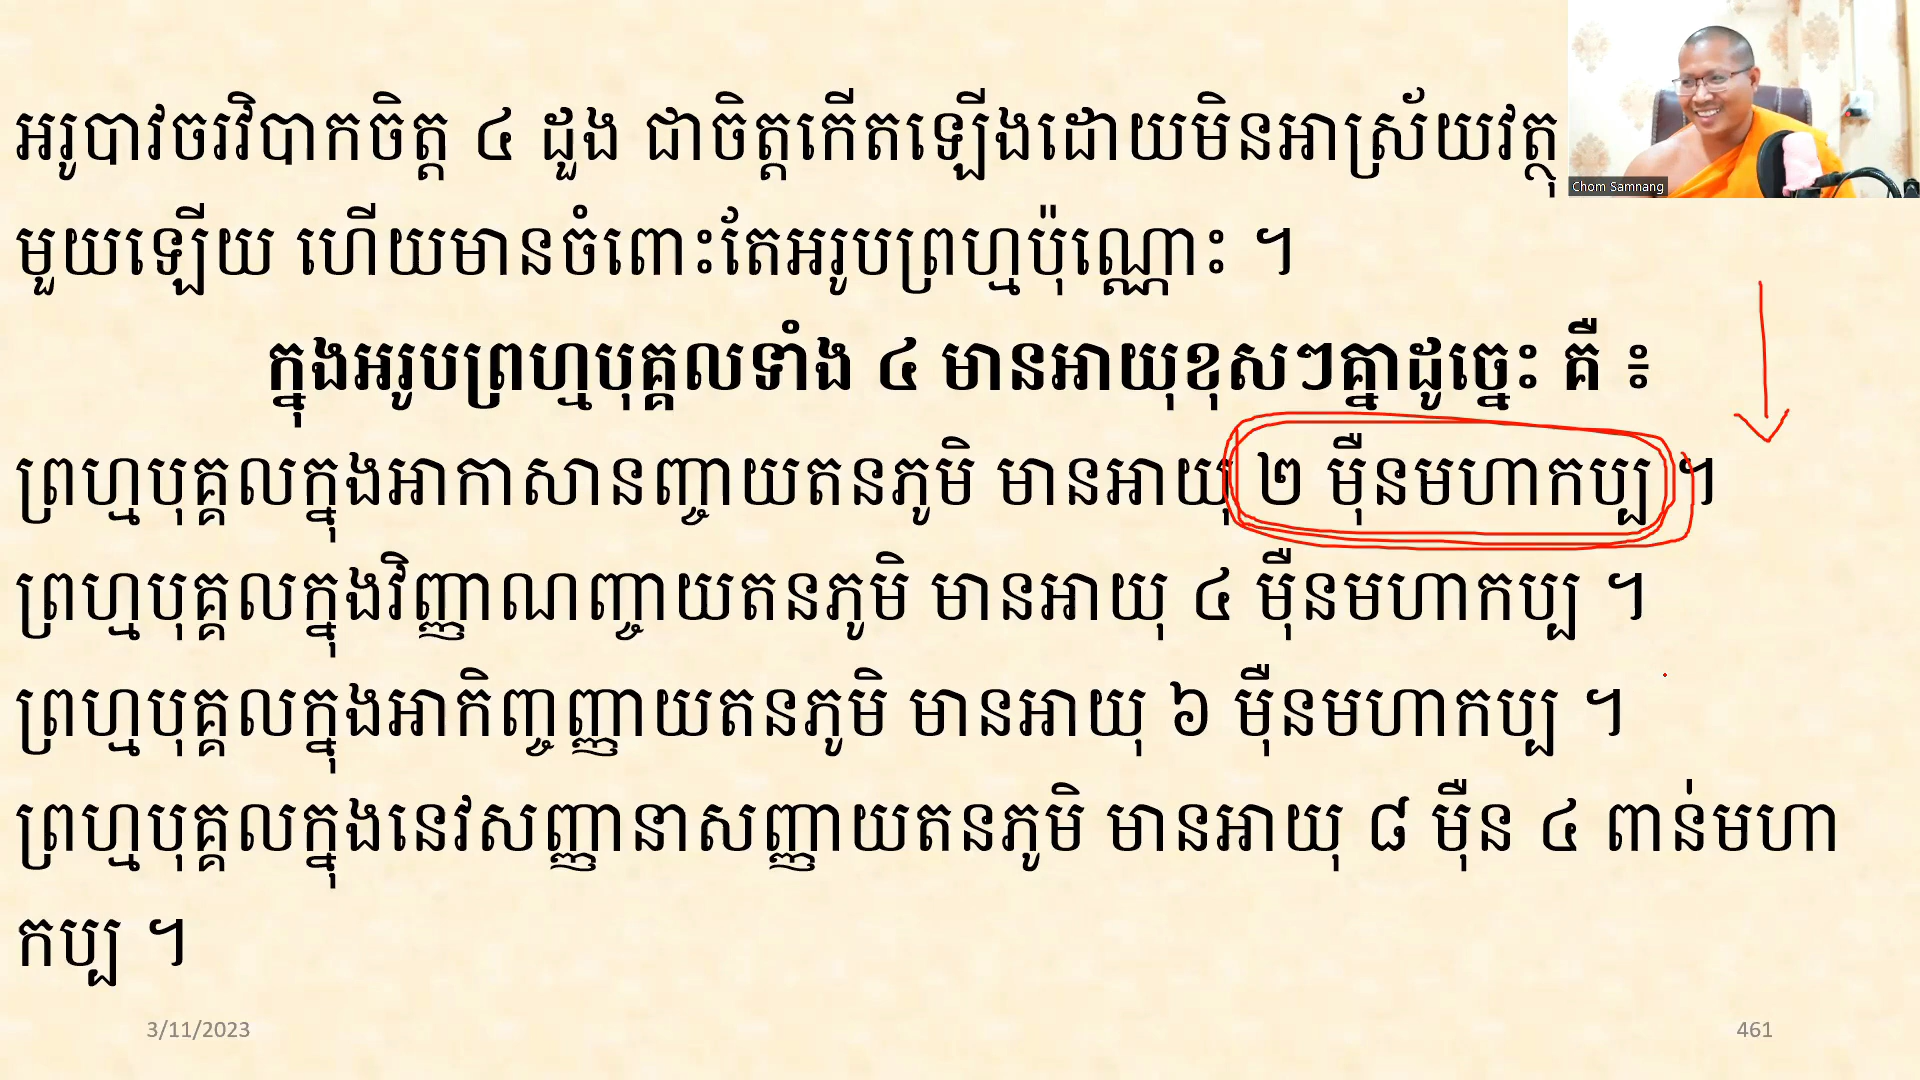 អរូបាវចរវិបាកចិត្ត ៤ ដួង ជាចិត្តកើតឡើងដោយមិនអាស្រ័យវត្ថុ
មួយឡើយ ហើយមានចំពោះតែអរូបព្រហ្មប៉ុណ្ណោះ ។
ក្នុងអរូបព្រហ្មបុគ្គលទាំង ៤ មានអាយុខុសៗគ្នាដូច្នេះ គឺ ៖
ព្រហ្មបុគ្គលក្នុងអាកាសានញ្ចាយតនភូមិ មានអាយុ ២ ម៉ឺនមហាកប្ប ។
ព្រហ្មបុគ្គលក្នុងវិញ្ញាណញ្ចាយតនភូមិ មានអាយុ ៤ ម៉ឺនមហាកប្ប ។
ព្រហ្មបុគ្គលក្នុងអាកិញ្ចញ្ញាយតនភូមិ មានអាយុ ៦ ម៉ឺនមហាកប្ប ។
ព្រហ្មបុគ្គលក្នុងនេវសញ្ញានាសញ្ញាយតនភូមិ មានអាយុ ៨ ម៉ឺន ៤ ពាន់មហា
កប្ប ។
Chom Samnang
3/11/2023
461